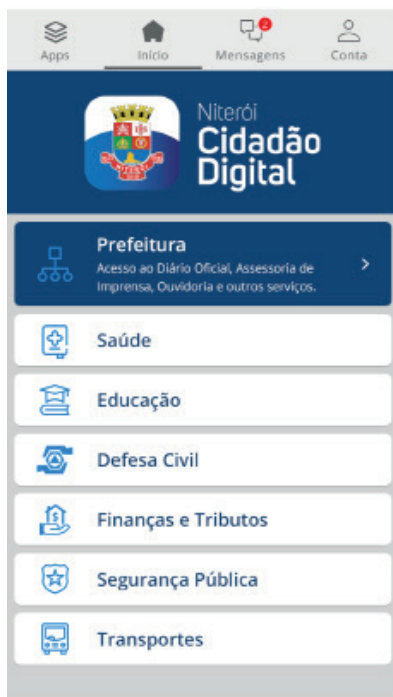 Apps
Início
2
Mensagens
Conta
Niterói
Cidadão
Digital
Prefeitura
Acesso ao Diário Oficial, Assessoria de
Imprensa, Ouvidoria e outros serviços.
Saúde
Educação
Defesa Civil
Finanças e Tributos
Segurança Pública
Transportes